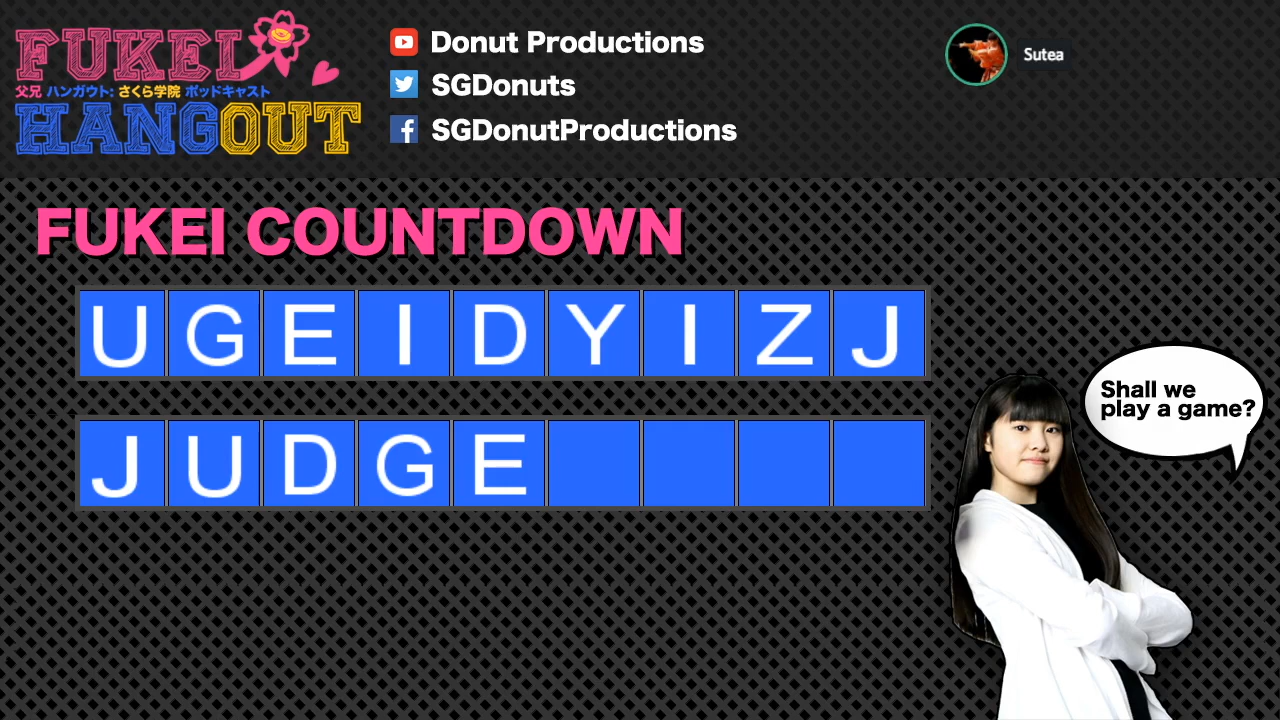 FUKEI
父兄 ハンガウト: さくら学院 ポッドキャスト
HANGOUT
Donut Productions
SGDonuts
SGDonutProductions
Sutea
FUKEI COUNTDOWN
U G E I D Y I Z J
J U D G E
Shall we
play a game?